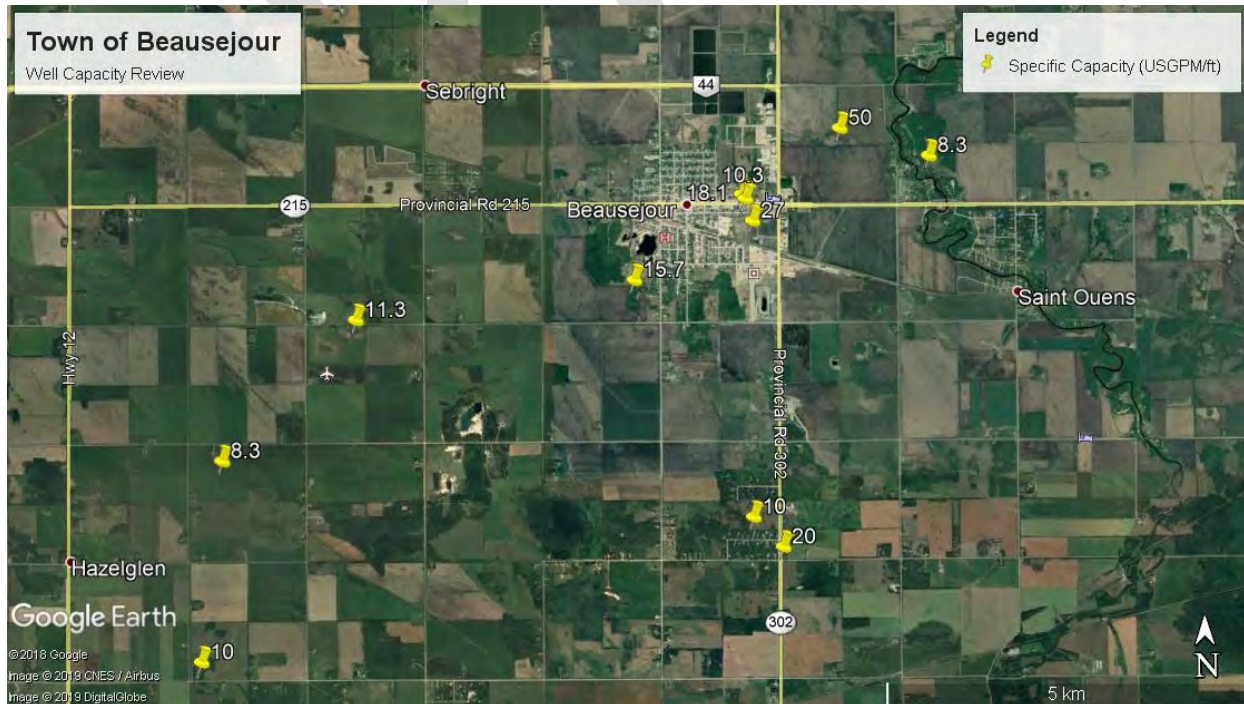 Town of Beausejour
Well Capacity Review
Legend
Specific Capacity (USGPM/ft)
Sebright
44
50
8.3
10.3
18.1
215
Provincial Rd 215
Beausejour
27
H
15.7
Saint Ouens
11.3
Hwy 12
Provincial Rd 302
8.3
10
20
Hazelglen
Google Earth
302
10
© 2018 Google
Image © 2019 CNES / Airbus
Image © 2019 DigitalGlobe
N
5 km